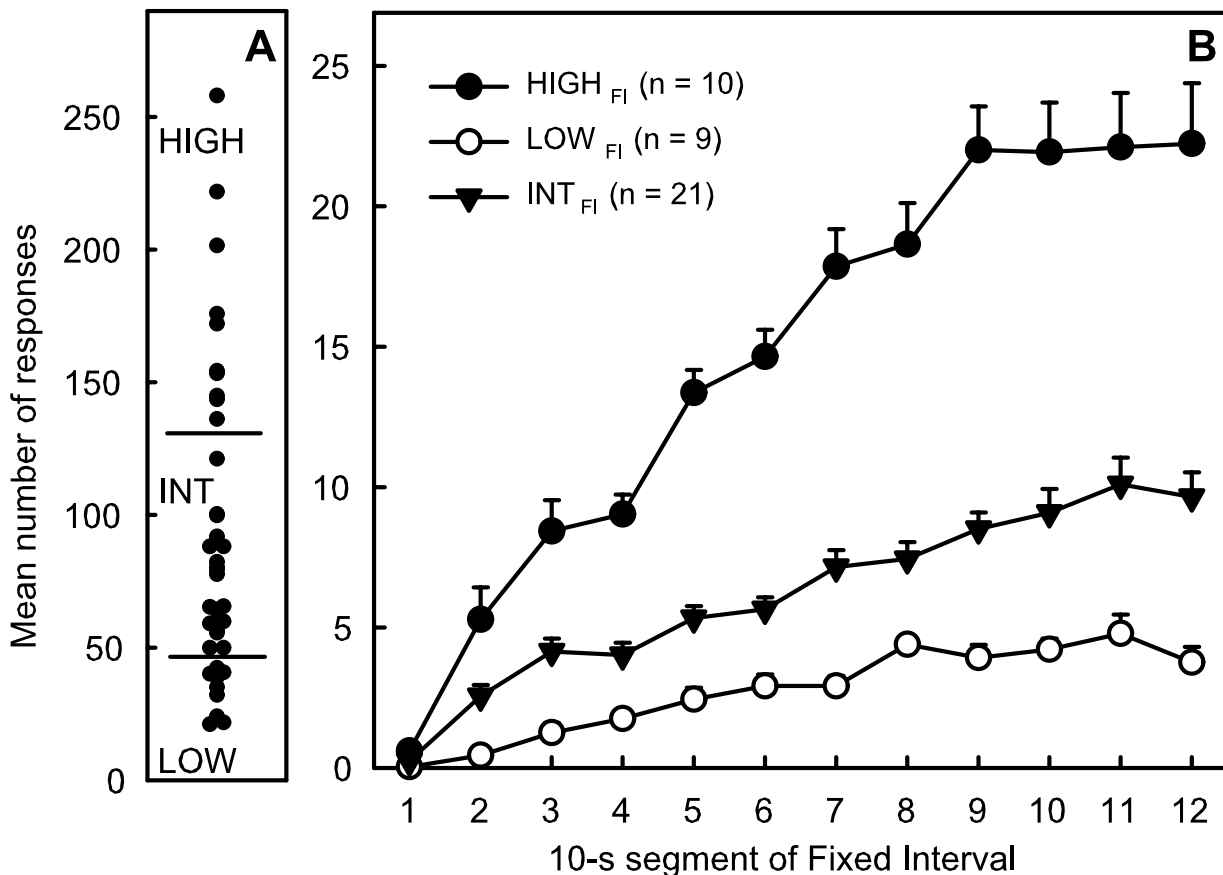 A
B
Mean number of responses
250
200
150
100
50
0
HIGH
INT
LOW
25
20
15
10
5
0
HIGH FI (n = 10)
LOW FI (n = 9)
INT FI (n = 21)
1 2 3 4 5 6 7 8 9 10 11 12
10-s segment of Fixed Interval